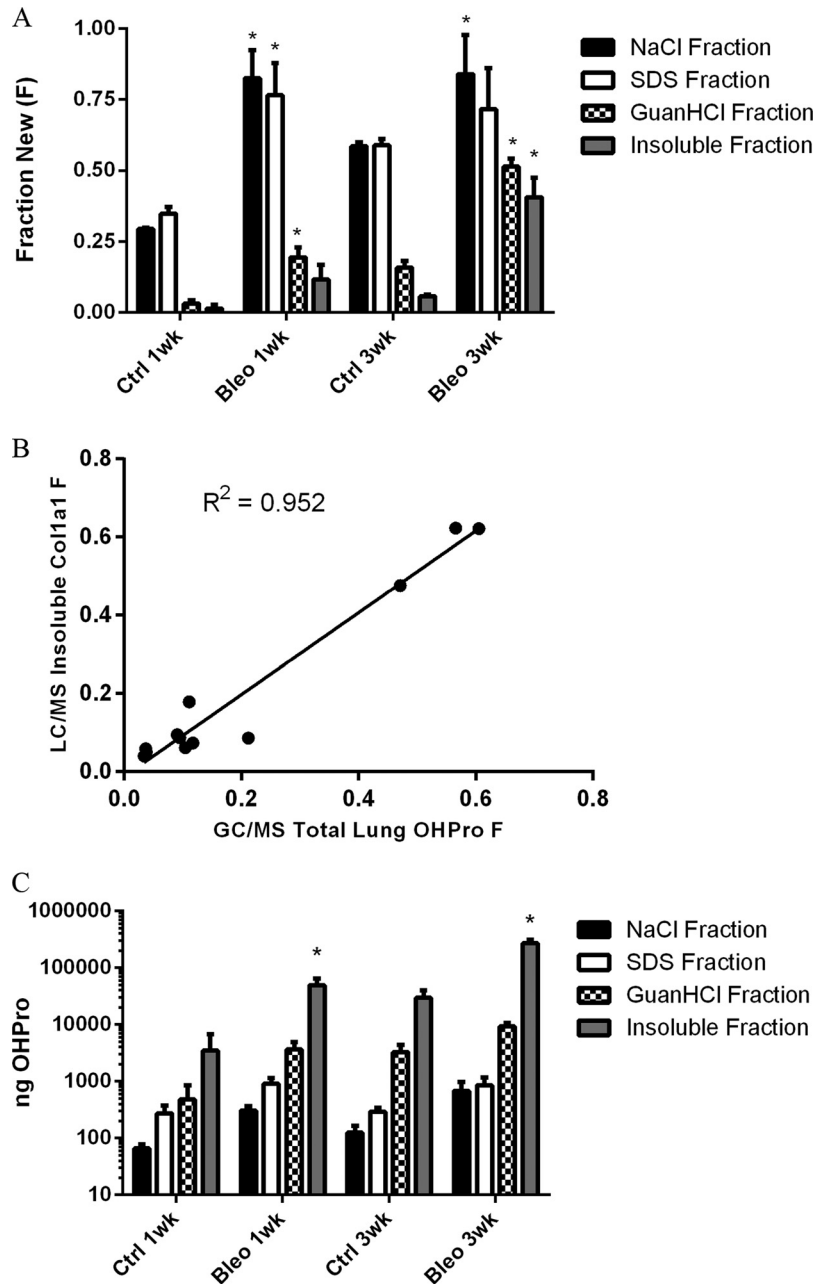 A
Fraction New (F)
1.00
0.75
0.50
0.25
0.00
* * * * * *
Ctrl 1wk
Bleo 1wk
Ctrl 3wk
Bleo 3wk
NaCl Fraction
SDS Fraction
GuanHCl Fraction
Insoluble Fraction
B
LC/MS Insoluble Col1a1 F
0.8
0.6
0.4
0.2
0.0
R² = 0.952
0.0 0.2 0.4 0.6 0.8
GC/MS Total Lung OHPro F
C
ng OHPro
1000000
100000
10000
1000
100
10
* *
Ctrl 1wk
Bleo 1wk
Ctrl 3wk
Bleo 3wk
NaCl Fraction
SDS Fraction
GuanHCl Fraction
Insoluble Fraction